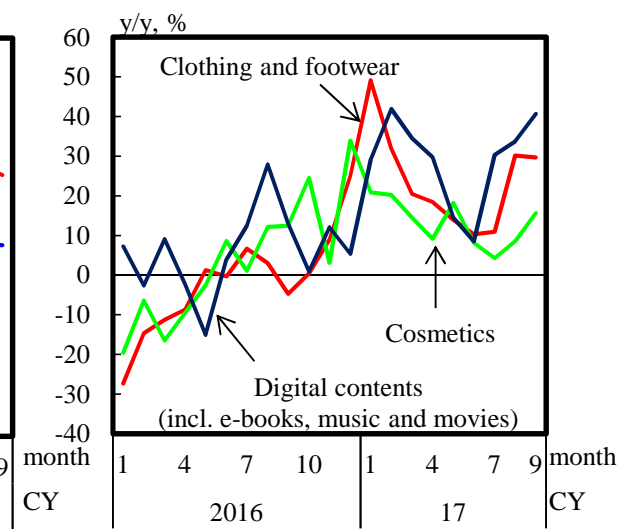 y/y, %
60
50
40
30
20
10
0
-10
-20
-30
-40
Clothing and footwear
Cosmetics
Digital contents
(incl. e-books, music and movies)
9 month 1 4 7 10 1 4 7 9 month
CY 2016 17 CY